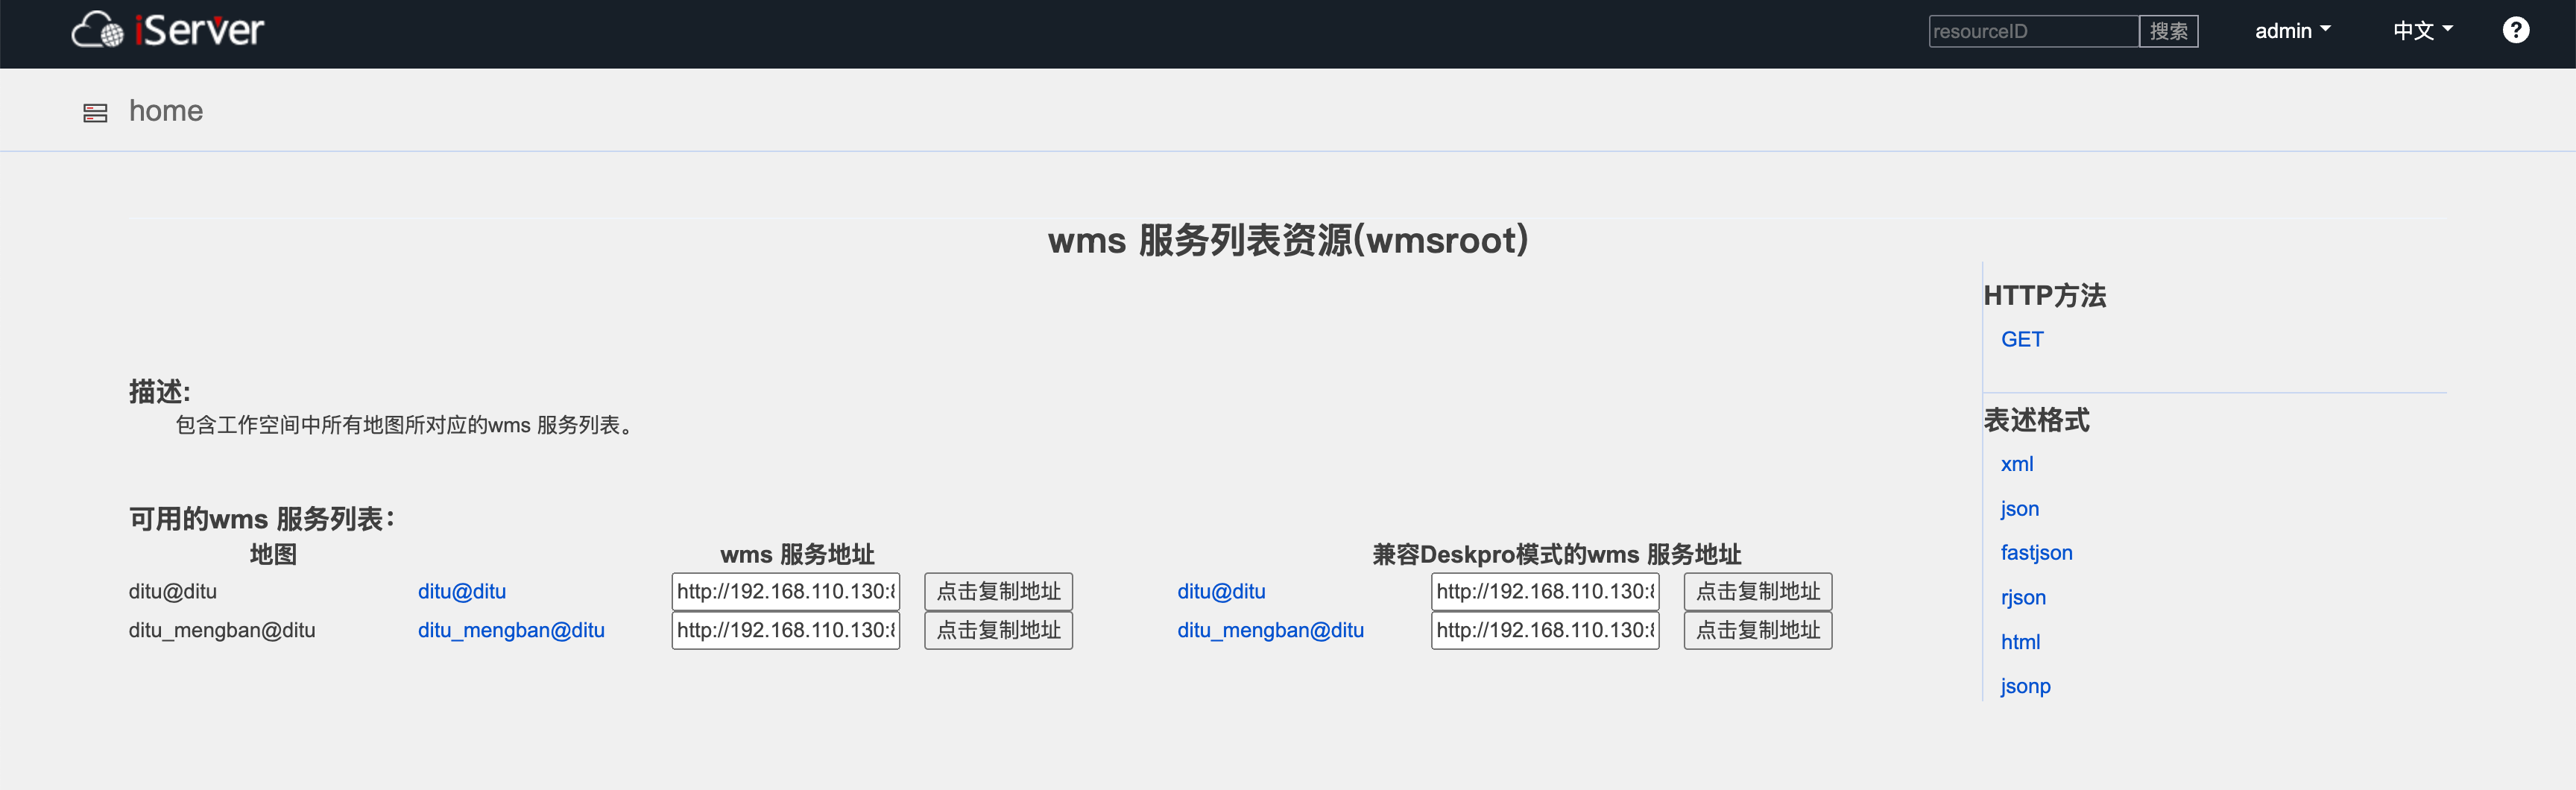 iServer
resourceID 搜索 admin 中文 ?
home
wms 服务列表资源(wmsroot)
HTTP方法
GET
描述:
包含工作空间中所有地图所对应的wms 服务列表。
表述格式
xml
json
fastjson
rjson
html
jsonp
可用的wms 服务列表：
地图 wms 服务地址 兼容Deskpro模式的wms 服务地址
ditu@ditu ditu@ditu http://192.168.110.130: 点击复制地址 ditu@ditu http://192.168.110.130: 点击复制地址
ditu_mengban@ditu ditu_mengban@ditu http://192.168.110.130: 点击复制地址 ditu_mengban@ditu http://192.168.110.130: 点击复制地址